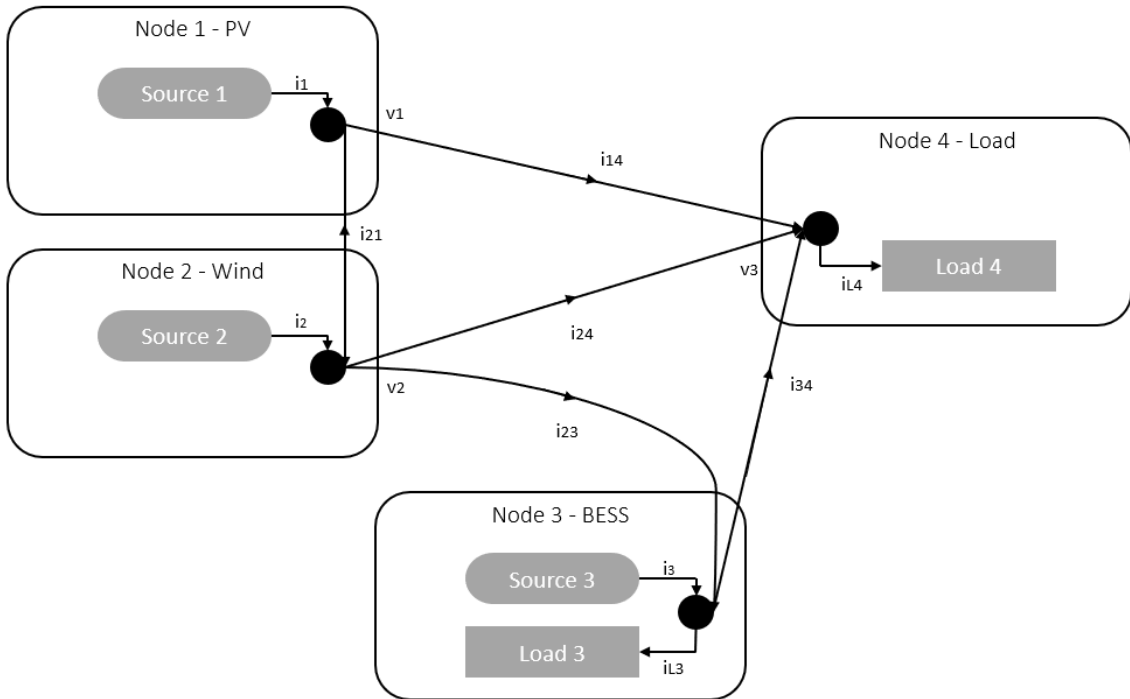 Node 1 - PV
Source 1
i1
v1
i14
Node 4 - Load
i21
Node 2 - Wind
v3
Load 4
iL4
i2
Source 2
i24
v2
i34
i23
Node 3 - BESS
Source 3
i3
Load 3
iL3